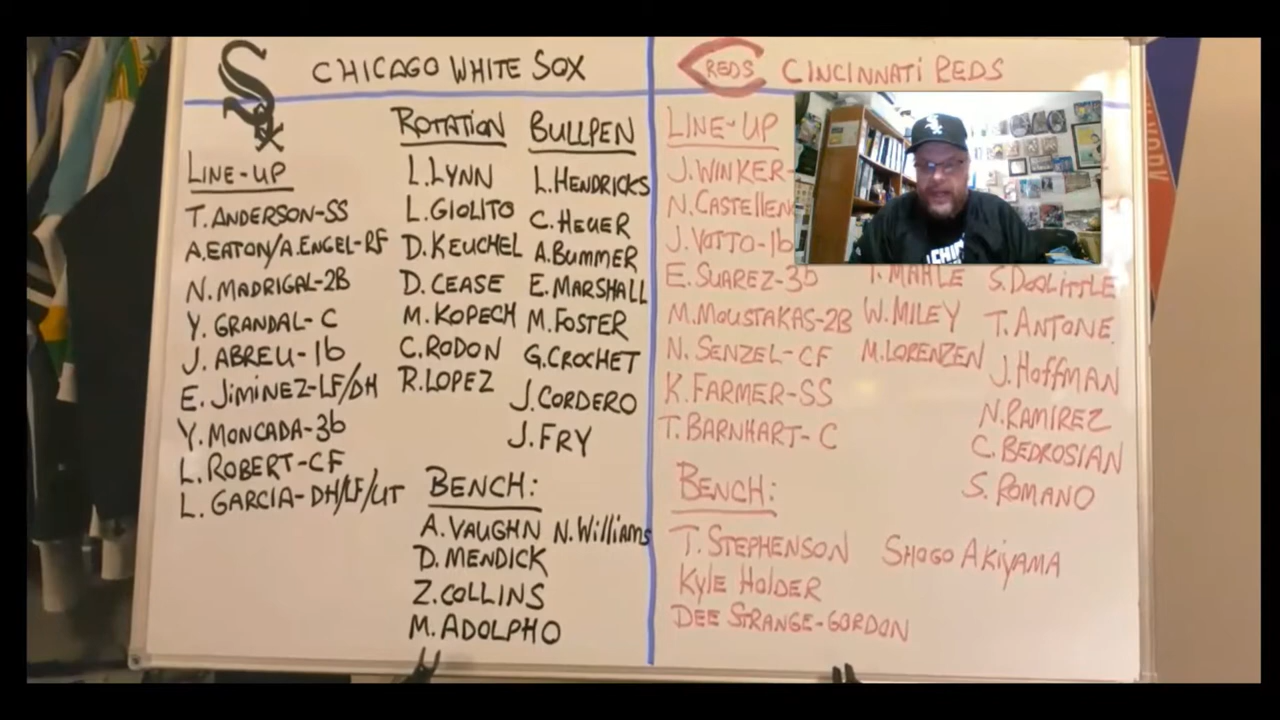 CHICAGO WHITE SOX
LINE-UP
T. ANDERSON-SS
A. EATON/A. ENGEL-RF
N. MADRIGAL-2B
Y. GRANDAL-C
J. ABREU-1b
E. JIMINEZ-LF/DH
Y. MONCADA-3b
L. ROBERT-CF
L. GARCIA-DH/LF/UT
ROTATION
L. LYNN
L. GIOLITO
D. KEUCHEL
D. CEASE
M. KOPECH
C. RODON
R. LOPEZ
BULLPEN
L. HENDRICKS
C. HEUER
A. BUMMER
E. MARSHALL
M. FOSTER
G. CROCHET
J. CORDERO
J. FRY
BENCH:
A. VAUGHN N. Williams
D. MENDICK
Z. COLLINS
M. ADOLPHO
REDS CINCINNATI REDS
LINE-UP
J. WINKER-
N. CASTELLEN
J. VOTTO-1b
E. SUAREZ-3b
M. MOUSTAKAS-2B
N. SENZEL-CF
K. FARMER-SS
T. BARNHART-C
T. MAHLE
W. MILEY
M. LORENZEN
S. DOOLITTLE
T. ANTONE
J. HOFFMAN
N. RAMIREZ
C. BEDROSIAN
S. ROMANO
BENCH:
T. STEPHENSON SHOGO AKIYAMA
KYLE HOLDER
DEE STRANGE-GORDON